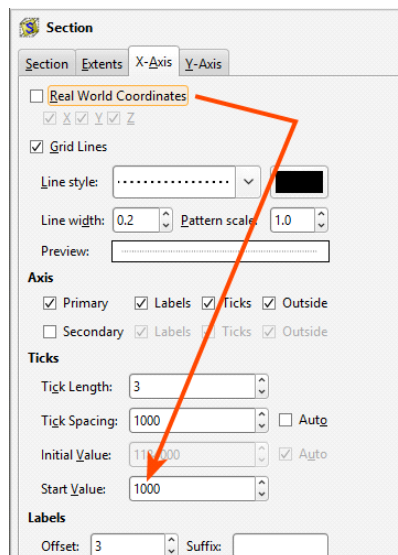 Section
Section Extents X-Axis Y-Axis
Real World Coordinates
X Y Z
Grid Lines
Line style:
Line width: 0.2 Pattern scale: 1.0
Preview:
Axis
Primary Labels Ticks Outside
Secondary Labels Ticks Outside
Ticks
Tick Length: 3
Tick Spacing: 1000 Auto
Initial Value: Auto
Start Value: 1000
Labels
Offset: 3 Suffix: